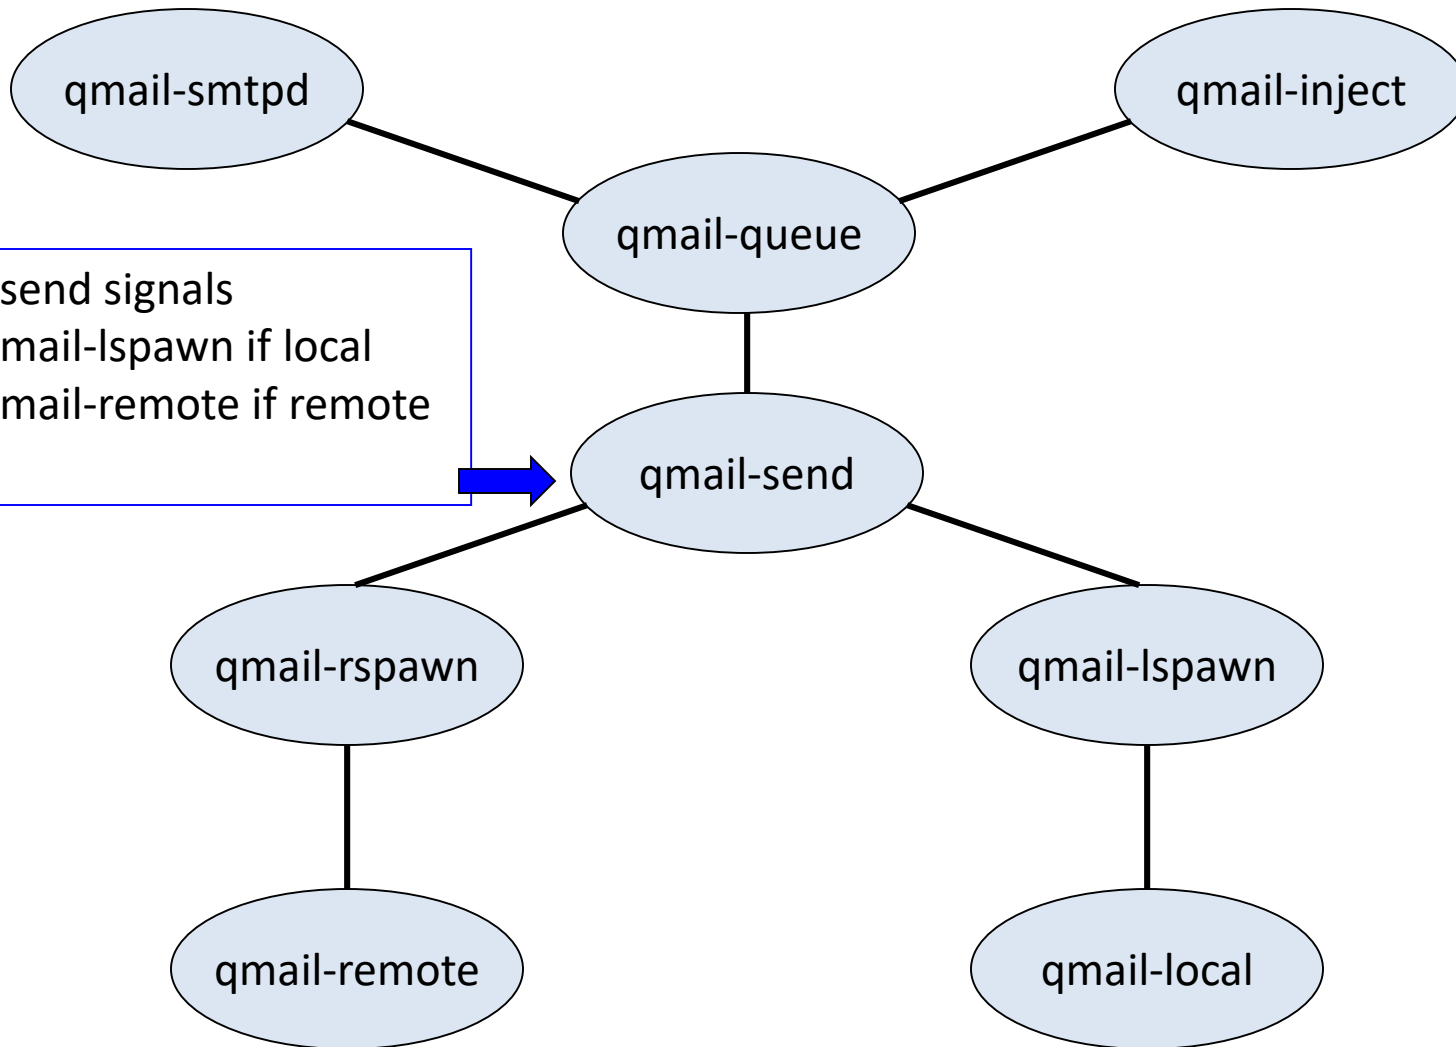 qmail-smtpd
qmail-inject
qmail-queue
send signals
mail-lspawn if local
mail-remote if remote
qmail-send
qmail-rspawn
qmail-lspawn
qmail-remote
qmail-local